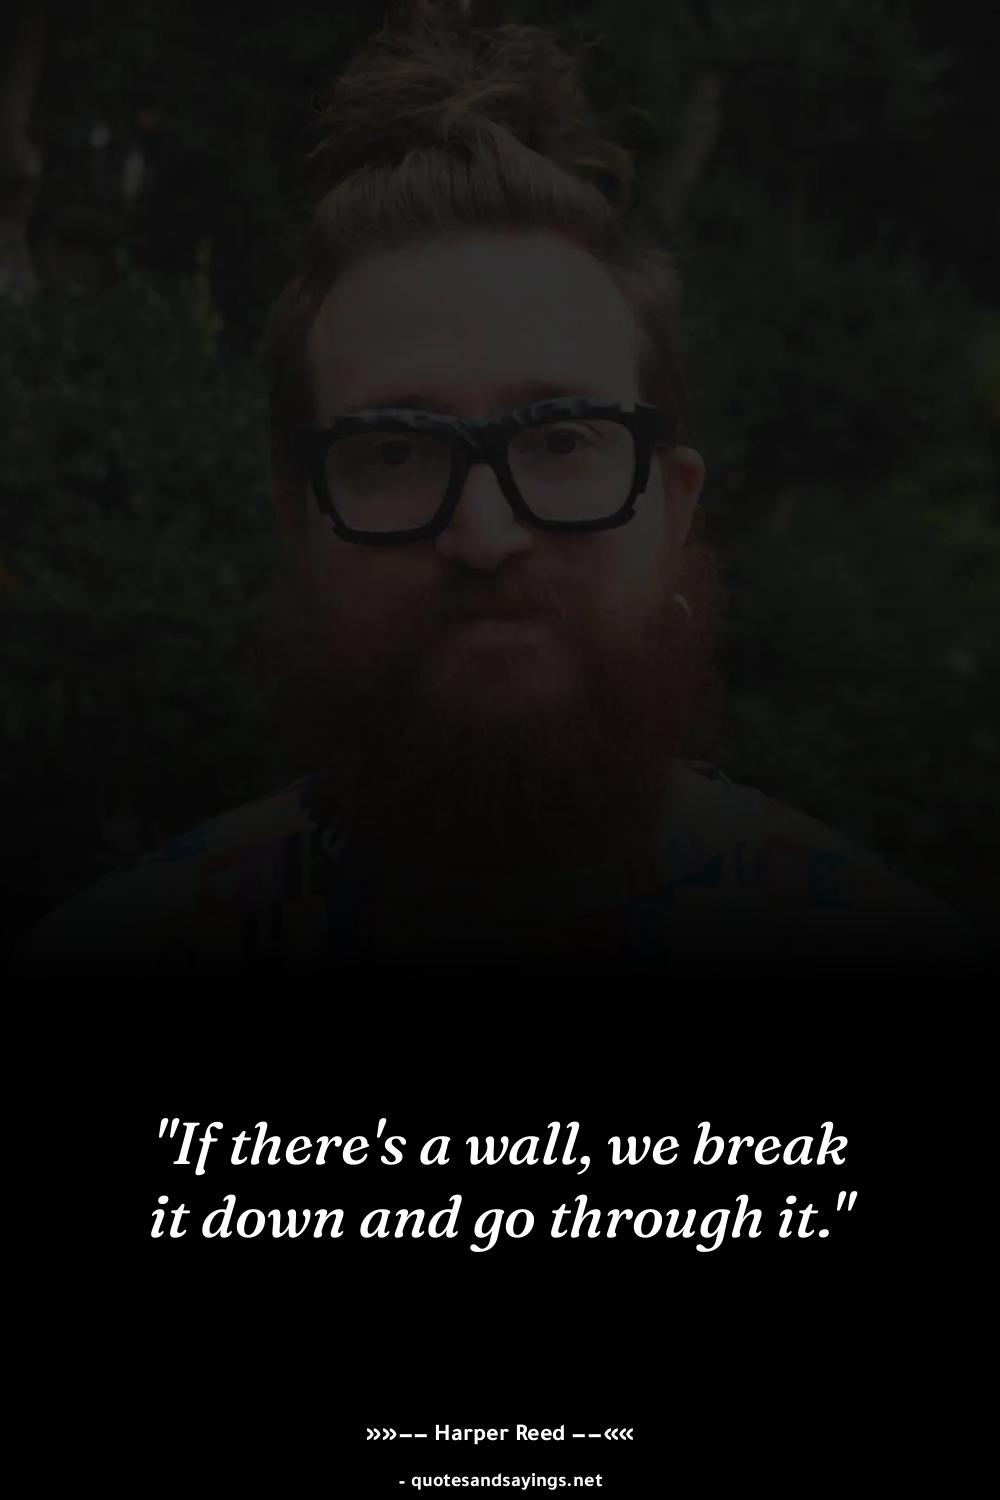 "If there's a wall, we break
it down and go through it."
»»−− Harper Reed −−««
- quotesandsayings.net